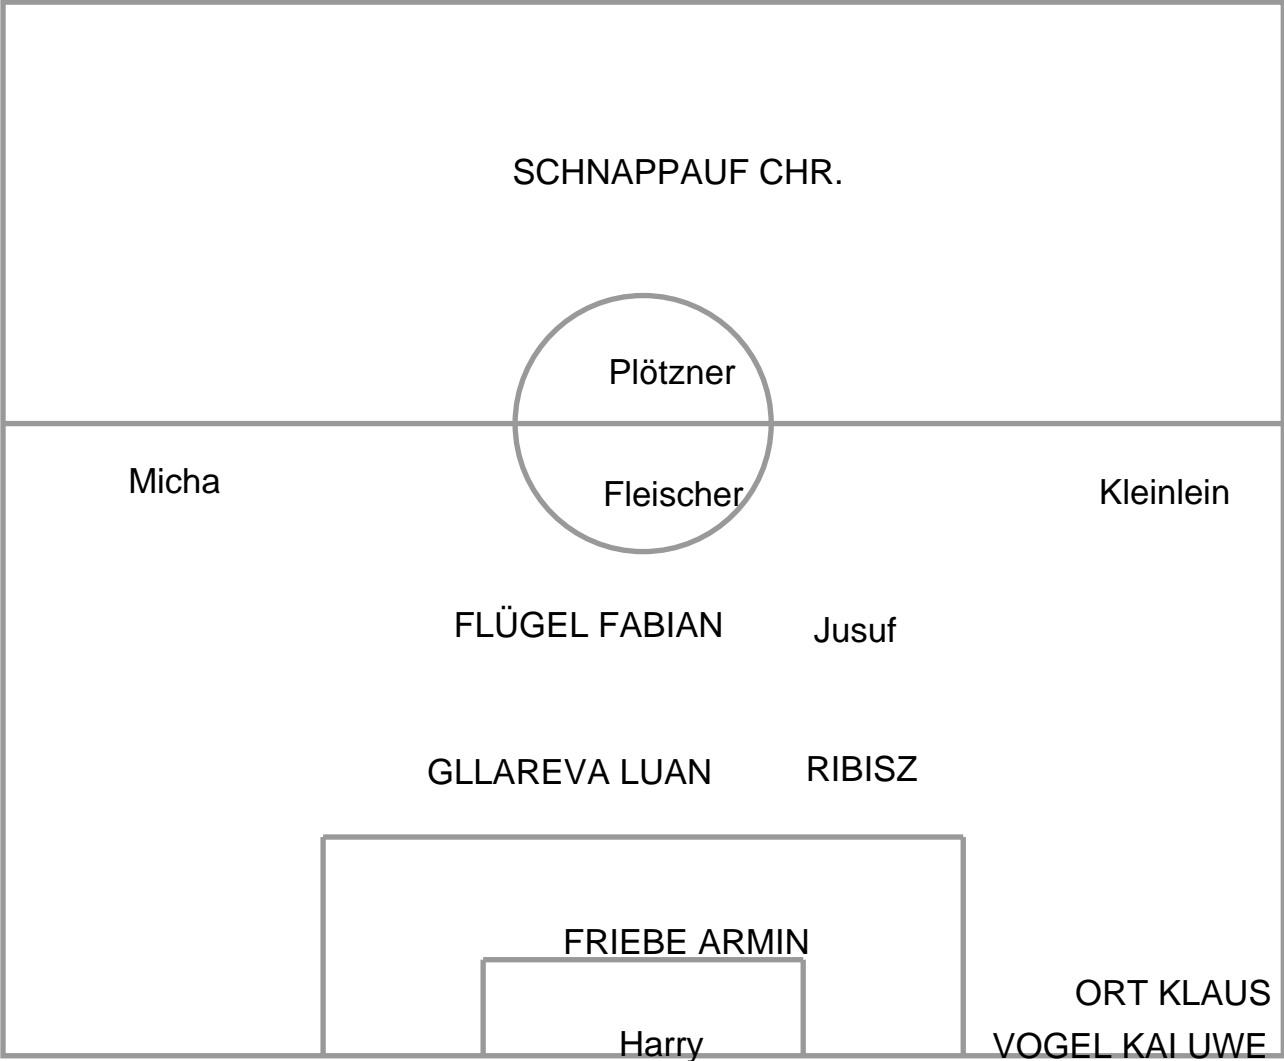 SCHNAPPAUF CHR.
Plötzner
Micha
Fleischer
Kleinlein
FLÜGEL FABIAN
Jusuf
GLLAREVA LUAN
RIBISZ
FRIEBE ARMIN
ORT KLAUS
Harry
VOGEL KAI UWE